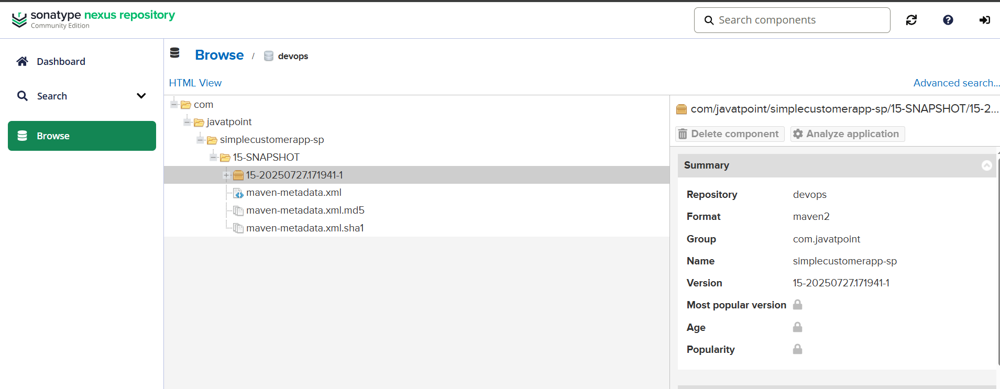 sonatype nexus repository
Community Edition
Search components
Dashboard
Search
Browse
Browse / devops
HTML View
Advanced search...
com
javatpoint
simplecustomerapp-sp
15-SNAPSHOT
15-20250727.171941-1
maven-metadata.xml
maven-metadata.xml.md5
maven-metadata.xml.sha1
com/javatpoint/simplecustomerapp-sp/15-SNAPSHOT/15-2...
Delete component
Analyze application
Summary
Repository devops
Format maven2
Group com.javatpoint
Name simplecustomerapp-sp
Version 15-20250727.171941-1
Most popular version
Age
Popularity